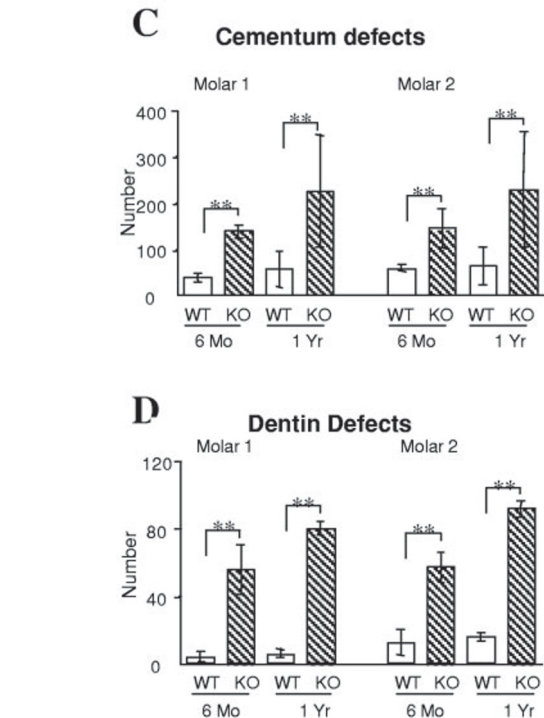 C
Cementum defects
Molar 1 Molar 2
400
300
200
100
0
Number
** ** ** **
WT KO WT KO WT KO WT KO
6 Mo 1 Yr 6 Mo 1 Yr
D
Dentin Defects
Molar 1 Molar 2
120
80
40
0
Number
** ** ** **
WT KO WT KO WT KO WT KO
6 Mo 1 Yr 6 Mo 1 Yr